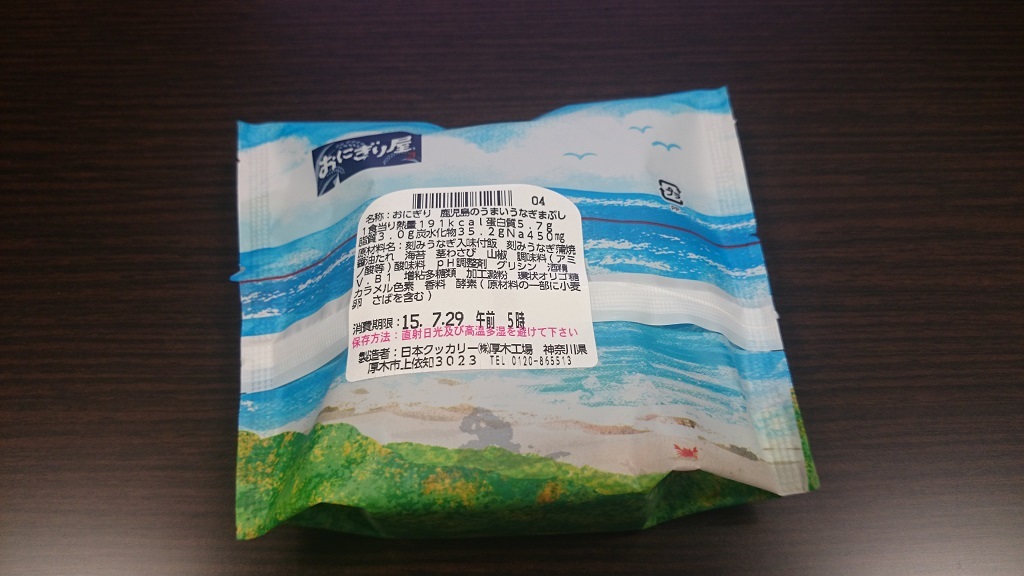 おにぎり屋
プラ
04
名称：おにぎり 鹿児島のうまいうなぎまぶし
1食当り熱量191kcal蛋白質5.7g
脂質3.0g炭水化物35.2gNa450mg
原材料名：刻みうなぎ入味付飯 刻みうなぎ蒲焼
醤油たれ 海苔 茎わさび 山椒 調味料(アミ
ノ酸等)酸味料 pH調整剤 グリシン 酒精
V.B1 増粘多糖類 加工澱粉 環状オリゴ糖
カラメル色素 香料 酵素(原材料の一部に小麦
卵 さばを含む)
消費期限：15. 7.29 午前 5時
保存方法：直射日光及び高温多湿を避けて下さい
製造者：日本クッカリー㈱厚木工場 神奈川県
厚木市上依知3023 TEL 0120-865513